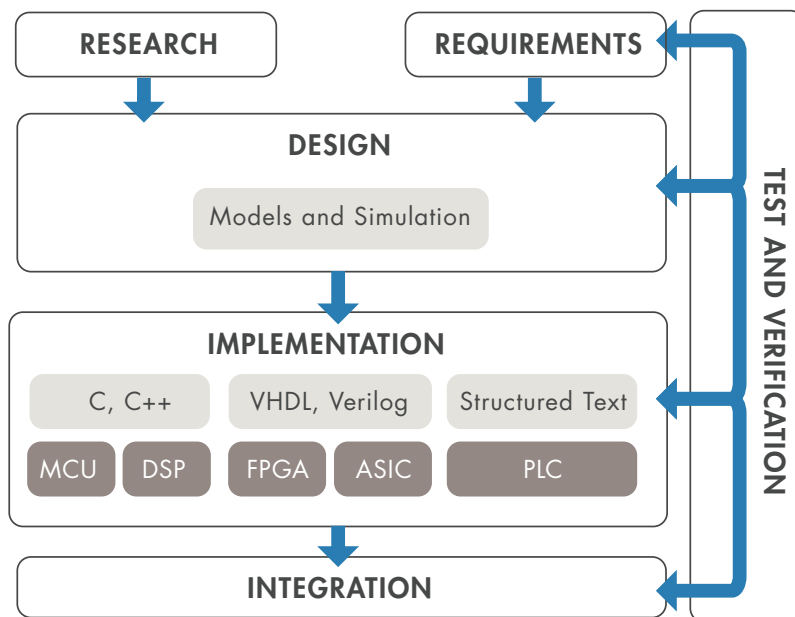 RESEARCH
REQUIREMENTS
DESIGN
Models and Simulation
IMPLEMENTATION
C, C++
VHDL, Verilog
Structured Text
MCU
DSP
FPGA
ASIC
PLC
INTEGRATION
TEST AND VERIFICATION